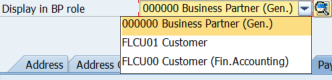 Display in BP role 000000 Business Partner (Gen.)
000000 Business Partner (Gen.)
FLCU01 Customer
FLCU00 Customer (Fin.Accounting)
Address Address